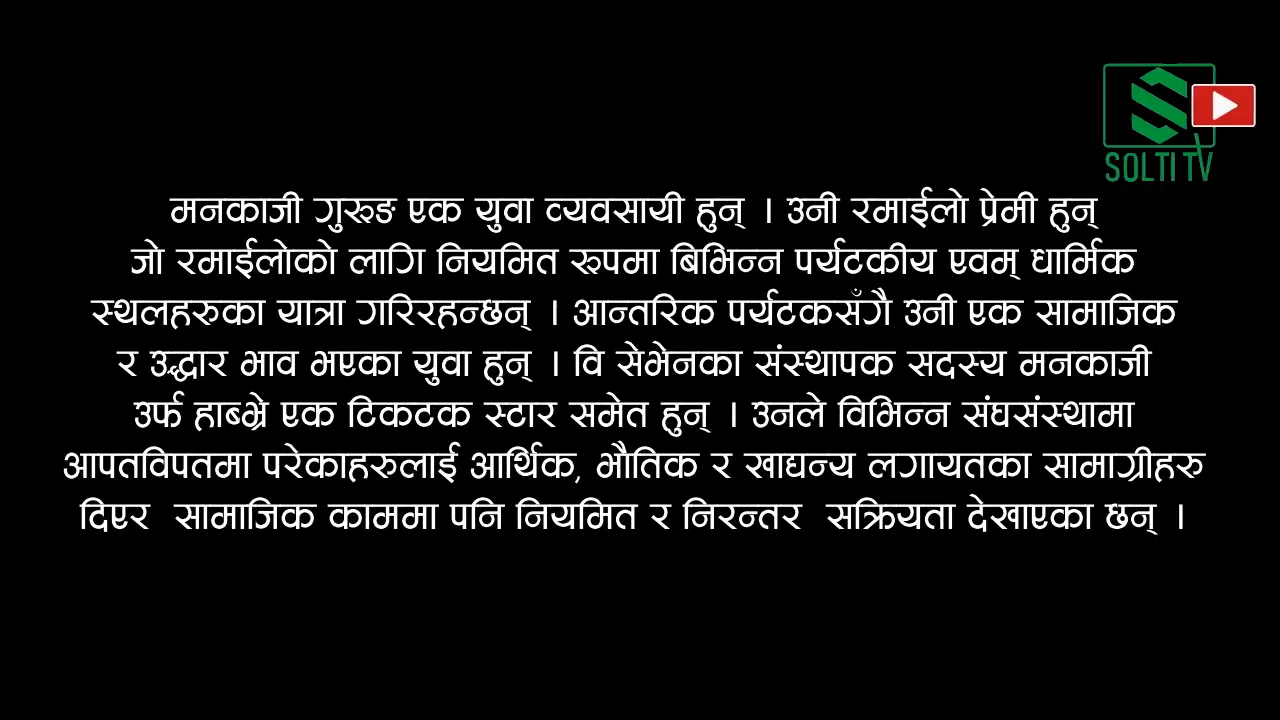 SOLTI TV
मनकाजी गुरुङ एक युवा व्यवसायी हुन् । उनी रमाईलो प्रेमी हुन्
जो रमाईलोको लागि नियमित रुपमा बिभिन्न पर्यटकीय एवम् धार्मिक
स्थलहरुका यात्रा गरिरहन्छन् । आन्तरिक पर्यटकसँगै उनी एक सामाजिक
र उद्धार भाव भएका युवा हुन् । वि सेभेनका संस्थापक सदस्य मनकाजी
उर्फ हाब्भ्रे एक टिकटक स्टार समेत हुन् । उनले विभिन्न संघसंस्थामा
आपतविपतमा परेकाहरुलाई आर्थिक, भौतिक र खाद्यन्य लगायतका सामाग्रीहरु
दिएर सामाजिक काममा पनि नियमित र निरन्तर सक्रियता देखाएका छन् ।